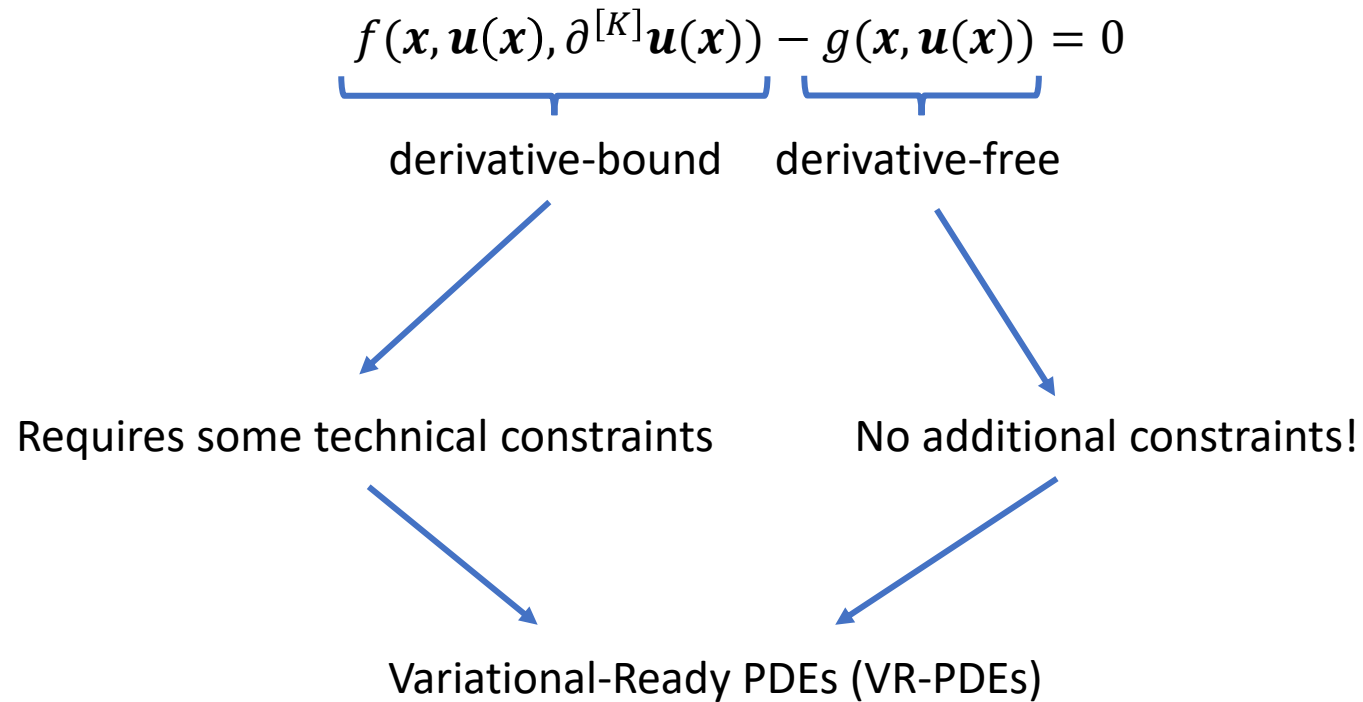 𝑓(𝒙, 𝒖(𝒙), 𝜕^[𝐾]𝒖(𝒙)) − 𝑔(𝒙, 𝒖(𝒙)) = 0
derivative-bound derivative-free
Requires some technical constraints No additional constraints!
Variational-Ready PDEs (VR-PDEs)